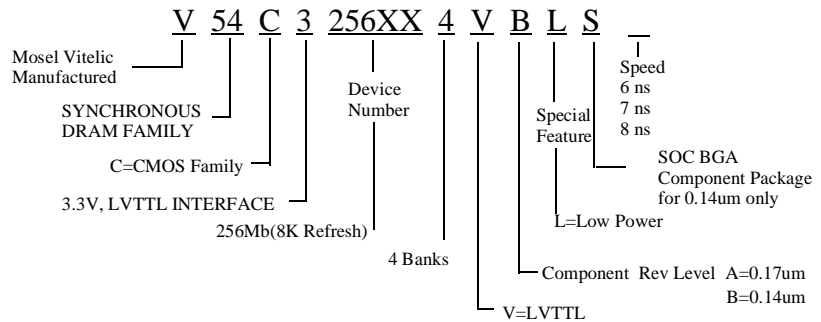 V 54 C 3 256XX 4 V B L S
Mosel Vitelic
Manufactured
SYNCHRONOUS
DRAM FAMILY
C=CMOS Family
3.3V, LVTTL INTERFACE
Device
Number
256Mb(8K Refresh)
4 Banks
V=LVTTL
Component Rev Level A=0.17um
B=0.14um
Special
Feature
L=Low Power
SOC BGA
Component Package
for 0.14um only
Speed
6 ns
7 ns
8 ns